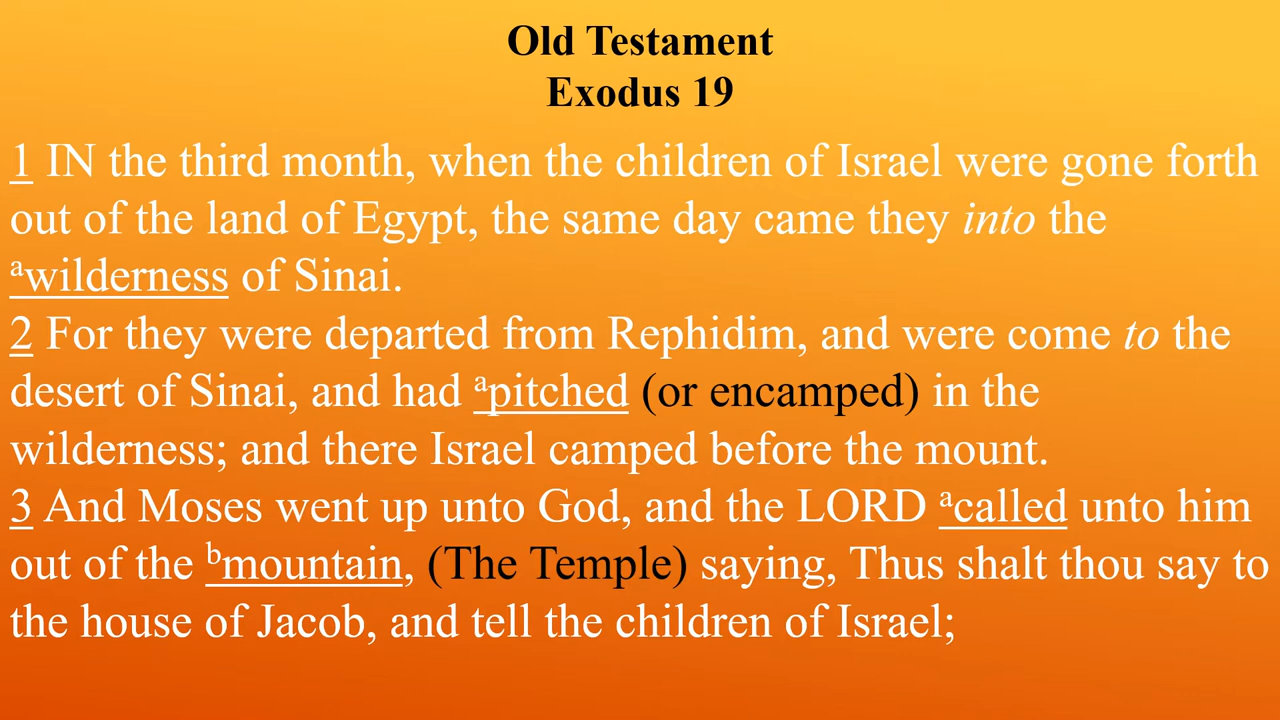 Old Testament
Exodus 19
1 IN the third month, when the children of Israel were gone forth
out of the land of Egypt, the same day came they into the
ᵃwilderness of Sinai.
2 For they were departed from Rephidim, and were come to the
desert of Sinai, and had ᵃpitched (or encamped) in the
wilderness; and there Israel camped before the mount.
3 And Moses went up unto God, and the LORD ᵃcalled unto him
out of the ᵇmountain, (The Temple) saying, Thus shalt thou say to
the house of Jacob, and tell the children of Israel;